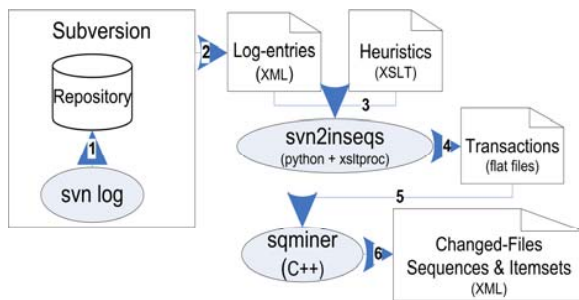 Subversion
Repository
1
svn log
2
Log-entries
(XML)
Heuristics
(XSLT)
3
svn2inseqs
(python + xsltproc)
4
Transactions
(flat files)
5
sqminer
(C++)
6
Changed-Files
Sequences & Itemsets
(XML)